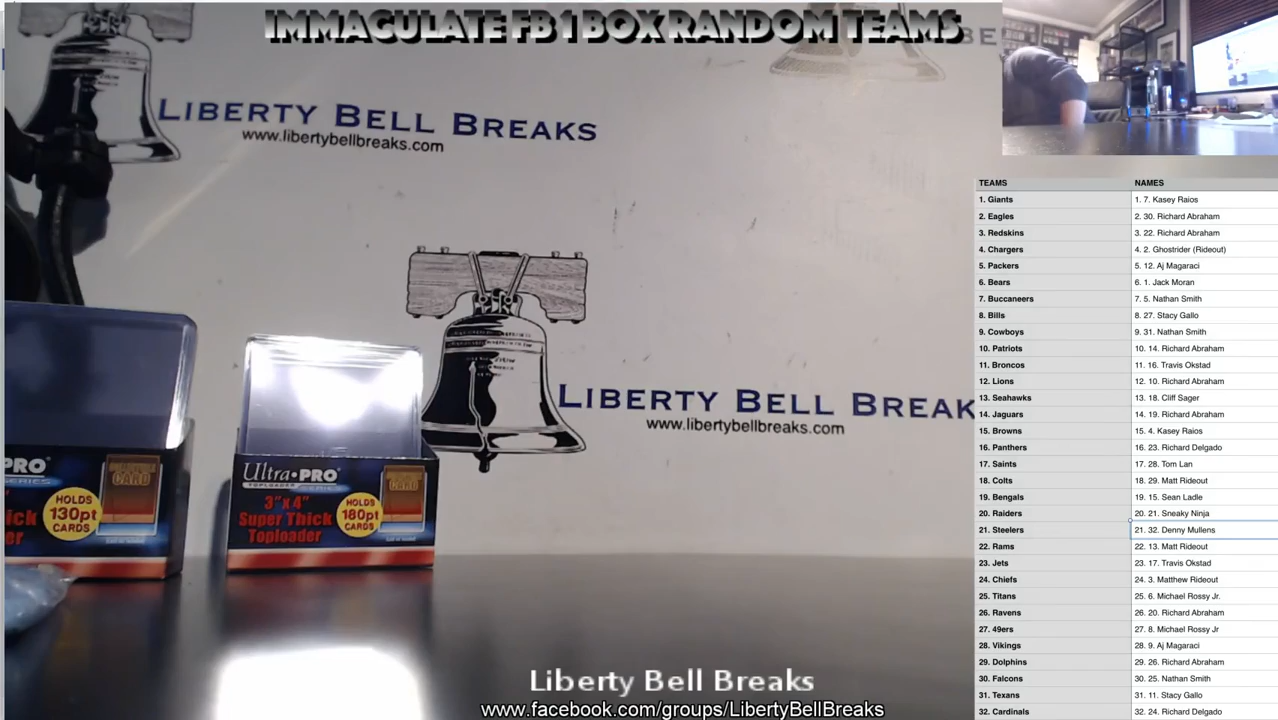 IMMACULATE FB 1 BOX RANDOM TEAMS
LIBERTY BELL BREAKS
www.libertybellbreaks.com
LIBERTY BELL BREAK
www.libertybellbreaks.com
PRO
SERIES
HOLDS
130pt
CARDS
ick
er
Ultra•PRO
TOPLOADER SERIES
3"x4"
Super Thick
Toploader
HOLDS
180pt
CARDS
Liberty Bell Breaks
www.facebook.com/groups/LibertyBellBreaks
TEAMS NAMES
1. Giants 1. 7. Kasey Raios
2. Eagles 2. 30. Richard Abraham
3. Redskins 3. 22. Richard Abraham
4. Chargers 4. 2. Ghostrider (Rideout)
5. Packers 5. 12. Aj Magaraci
6. Bears 6. 1. Jack Moran
7. Buccaneers 7. 5. Nathan Smith
8. Bills 8. 27. Stacy Gallo
9. Cowboys 9. 31. Nathan Smith
10. Patriots 10. 14. Richard Abraham
11. Broncos 11. 16. Travis Okstad
12. Lions 12. 10. Richard Abraham
13. Seahawks 13. 18. Cliff Sager
14. Jaguars 14. 19. Richard Abraham
15. Browns 15. 4. Kasey Raios
16. Panthers 16. 23. Richard Delgado
17. Saints 17. 28. Tom Lan
18. Colts 18. 29. Matt Rideout
19. Bengals 19. 15. Sean Ladle
20. Raiders 20. 21. Sneaky Ninja
21. Steelers 21. 32. Denny Mullens
22. Rams 22. 13. Matt Rideout
23. Jets 23. 17. Travis Okstad
24. Chiefs 24. 3. Matthew Rideout
25. Titans 25. 6. Michael Rossy Jr.
26. Ravens 26. 20. Richard Abraham
27. 49ers 27. 8. Michael Rossy Jr
28. Vikings 28. 9. Aj Magaraci
29. Dolphins 29. 26. Richard Abraham
30. Falcons 30. 25. Nathan Smith
31. Texans 31. 11. Stacy Gallo
32. Cardinals 32. 24. Richard Delgado